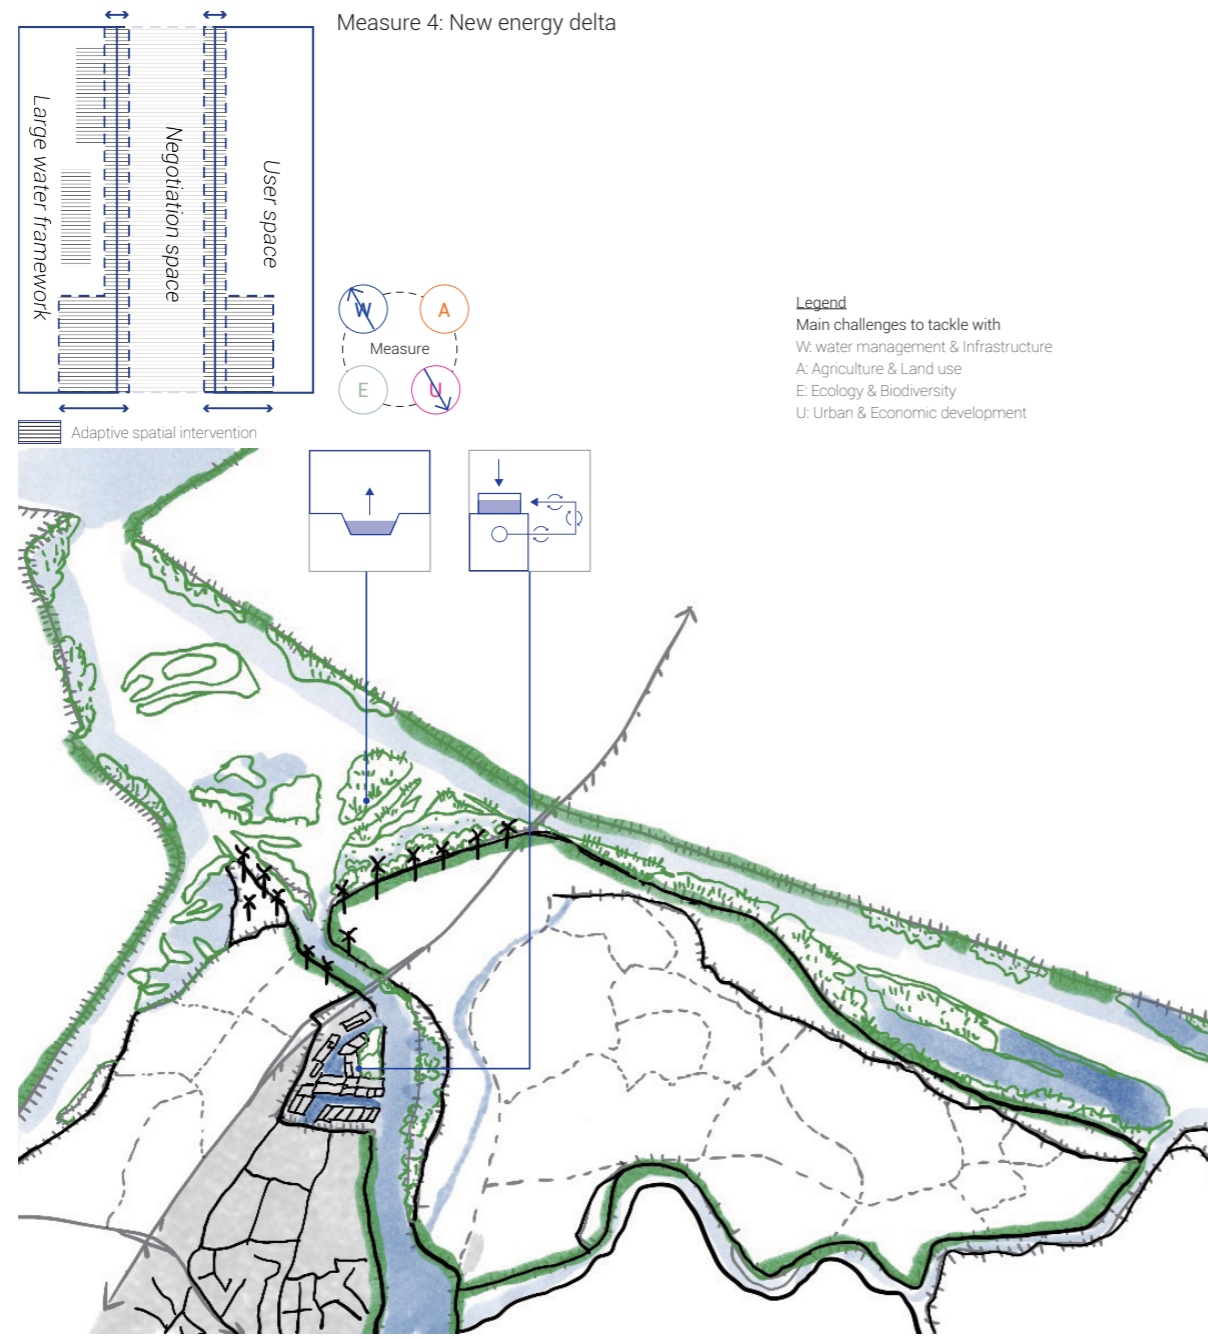 Measure 4: New energy delta
Large water framework
Negotiation space
User space
W
A
Measure
E
U
Legend
Main challenges to tackle with
W: water management & Infrastructure
A: Agriculture & Land use
E: Ecology & Biodiversity
U: Urban & Economic development
Adaptive spatial intervention